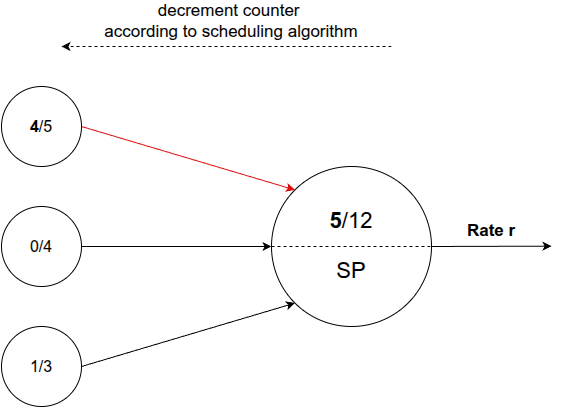 decrement counter
according to scheduling algorithm
4/5
5/12
Rate r
0/4
SP
1/3